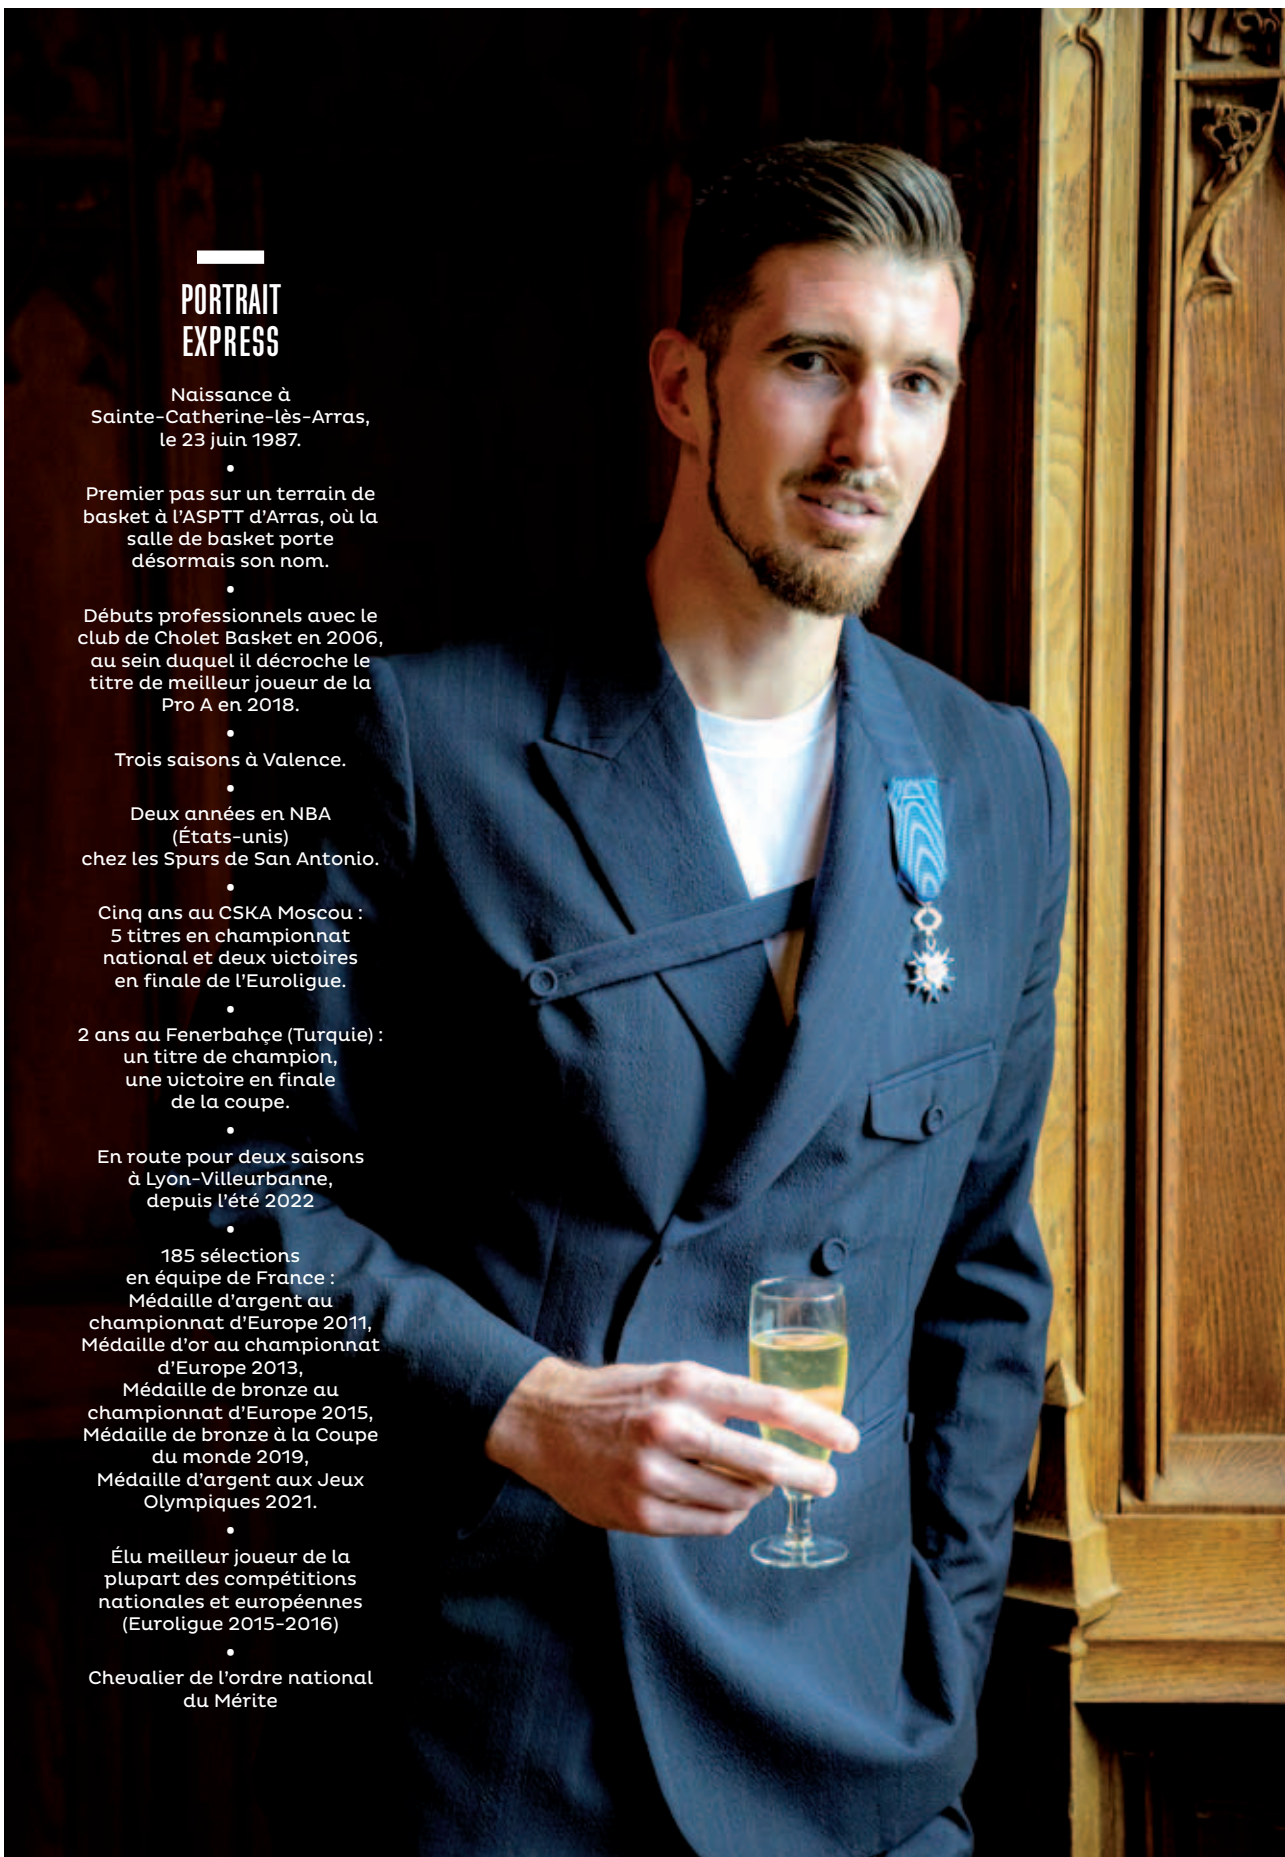 PORTRAIT
EXPRESS
Naissance à
Sainte-Catherine-lès-Arras,
le 23 juin 1987.
•
Premier pas sur un terrain de
basket à l'ASPTT d'Arras, où la
salle de basket porte
désormais son nom.
•
Débuts professionnels avec le
club de Cholet Basket en 2006,
au sein duquel il décroche le
titre de meilleur joueur de la
Pro A en 2018.
•
Trois saisons à Valence.
•
Deux années en NBA
(États-unis)
chez les Spurs de San Antonio.
•
Cinq ans au CSKA Moscou :
5 titres en championnat
national et deux victoires
en finale de l'Euroligue.
•
2 ans au Fenerbahçe (Turquie) :
un titre de champion,
une victoire en finale
de la coupe.
•
En route pour deux saisons
à Lyon-Villeurbanne,
depuis l'été 2022
•
185 sélections
en équipe de France :
Médaille d'argent au
championnat d'Europe 2011,
Médaille d'or au championnat
d'Europe 2013,
Médaille de bronze au
championnat d'Europe 2015,
Médaille de bronze à la Coupe
du monde 2019,
Médaille d'argent aux Jeux
Olympiques 2021.
•
Élu meilleur joueur de la
plupart des compétitions
nationales et européennes
(Euroligue 2015-2016)
•
Chevalier de l'ordre national
du Mérite